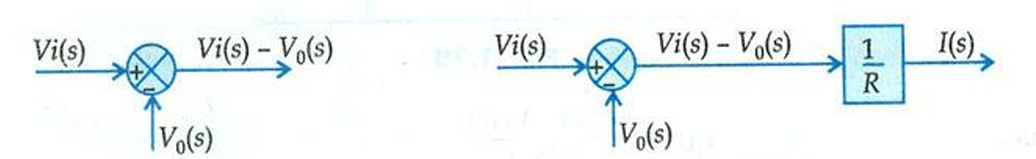 Vi(s) Vi(s) – V₀(s)
+
–
V₀(s)
Vi(s) Vi(s) – V₀(s) 1/R I(s)
+
–
V₀(s)